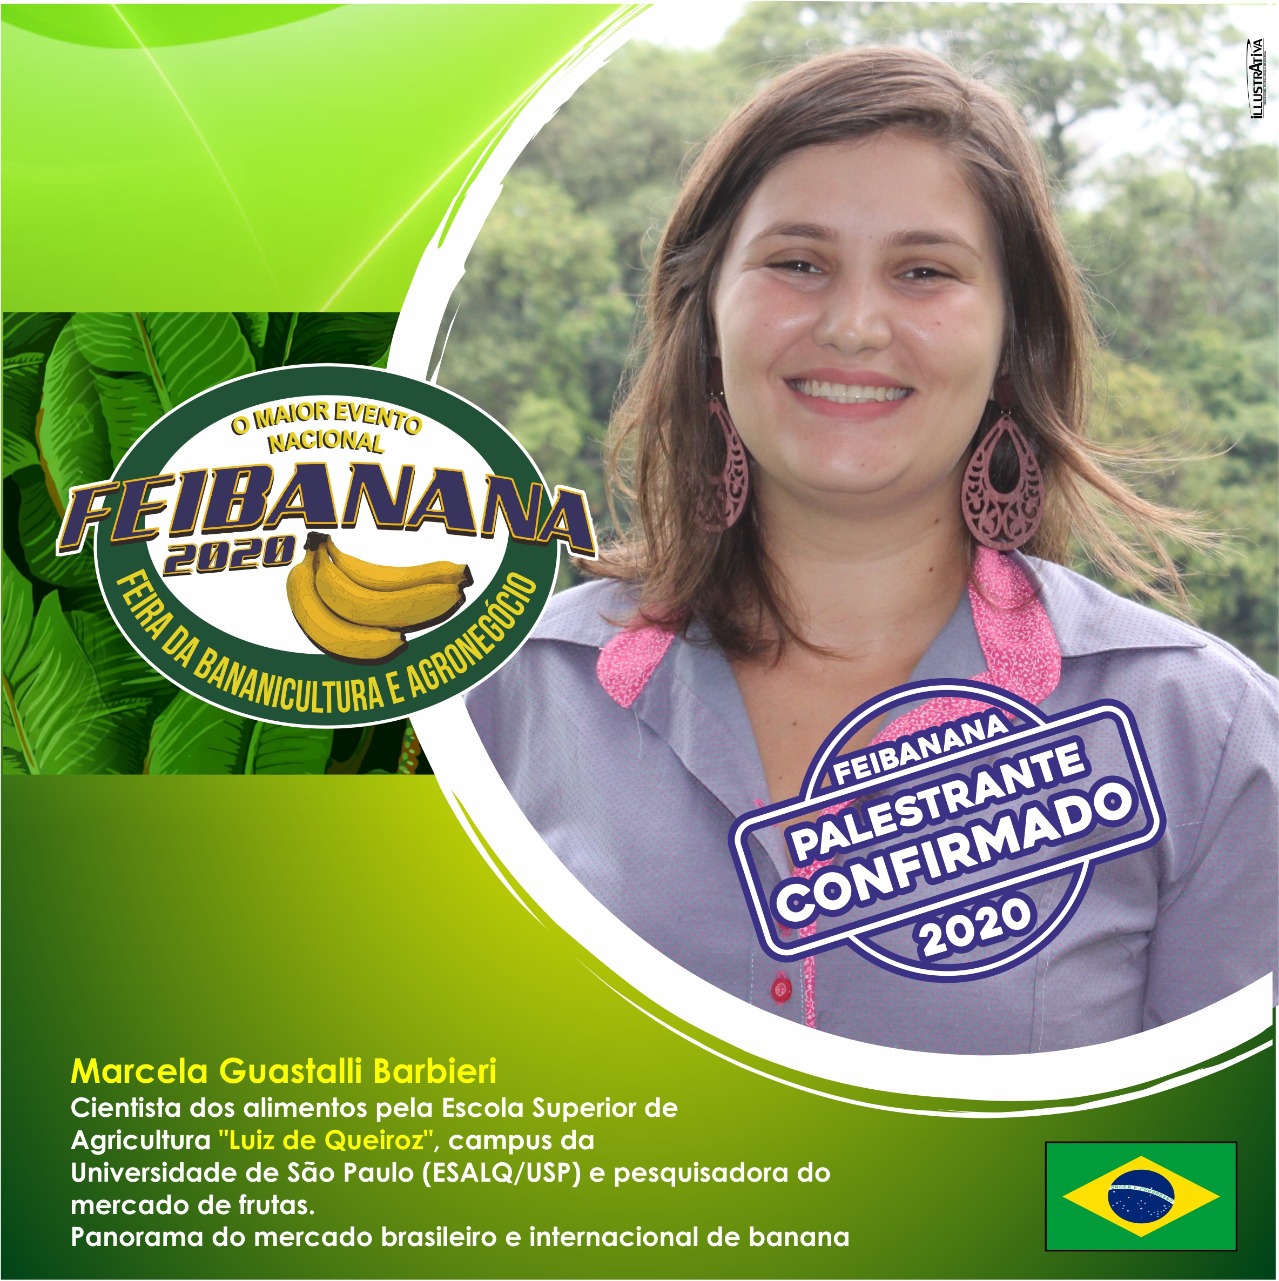 iLLUSTRATiVA
O MAIOR EVENTO
NACIONAL
FEIBANANA
2020
FEIRA DA BANANICULTURA E AGRONEGÓCIO
FEIBANANA
PALESTRANTE
CONFIRMADO
2020
Marcela Guastalli Barbieri
Cientista dos alimentos pela Escola Superior de
Agricultura "Luiz de Queiroz", campus da
Universidade de São Paulo (ESALQ/USP) e pesquisadora do
mercado de frutas.
Panorama do mercado brasileiro e internacional de banana